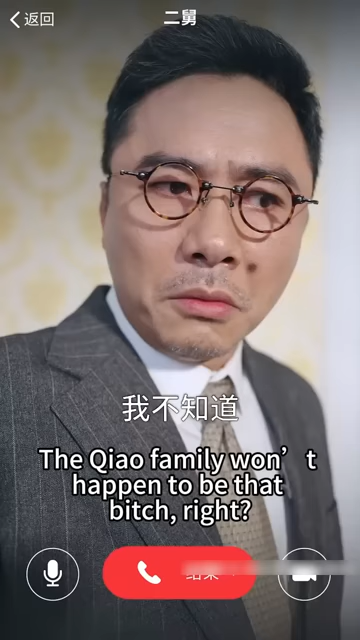 返回
二舅
我不知道
The Qiao family won't
happen to be that
bitch, right?